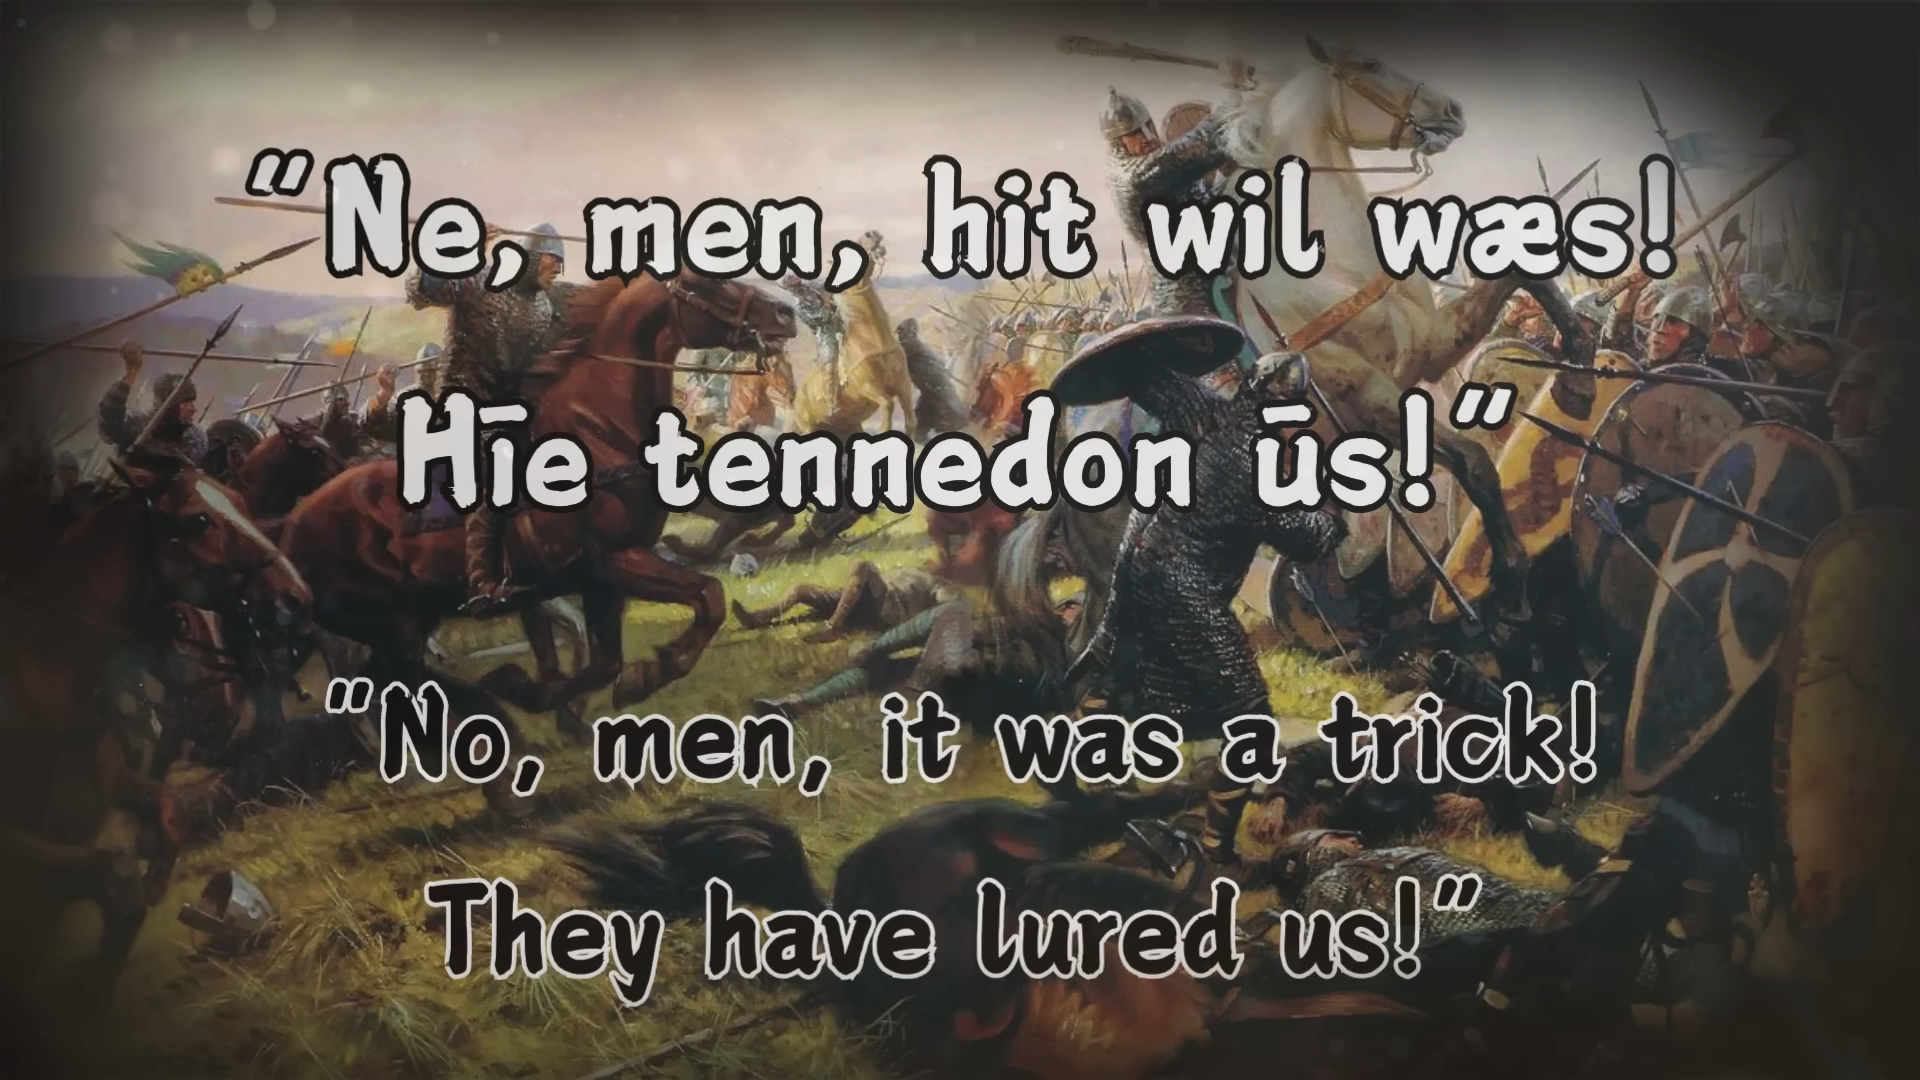 "Ne, men, hit wil wæs!
Hīe tennedon ūs!"
"No, men, it was a trick!
They have lured us!"